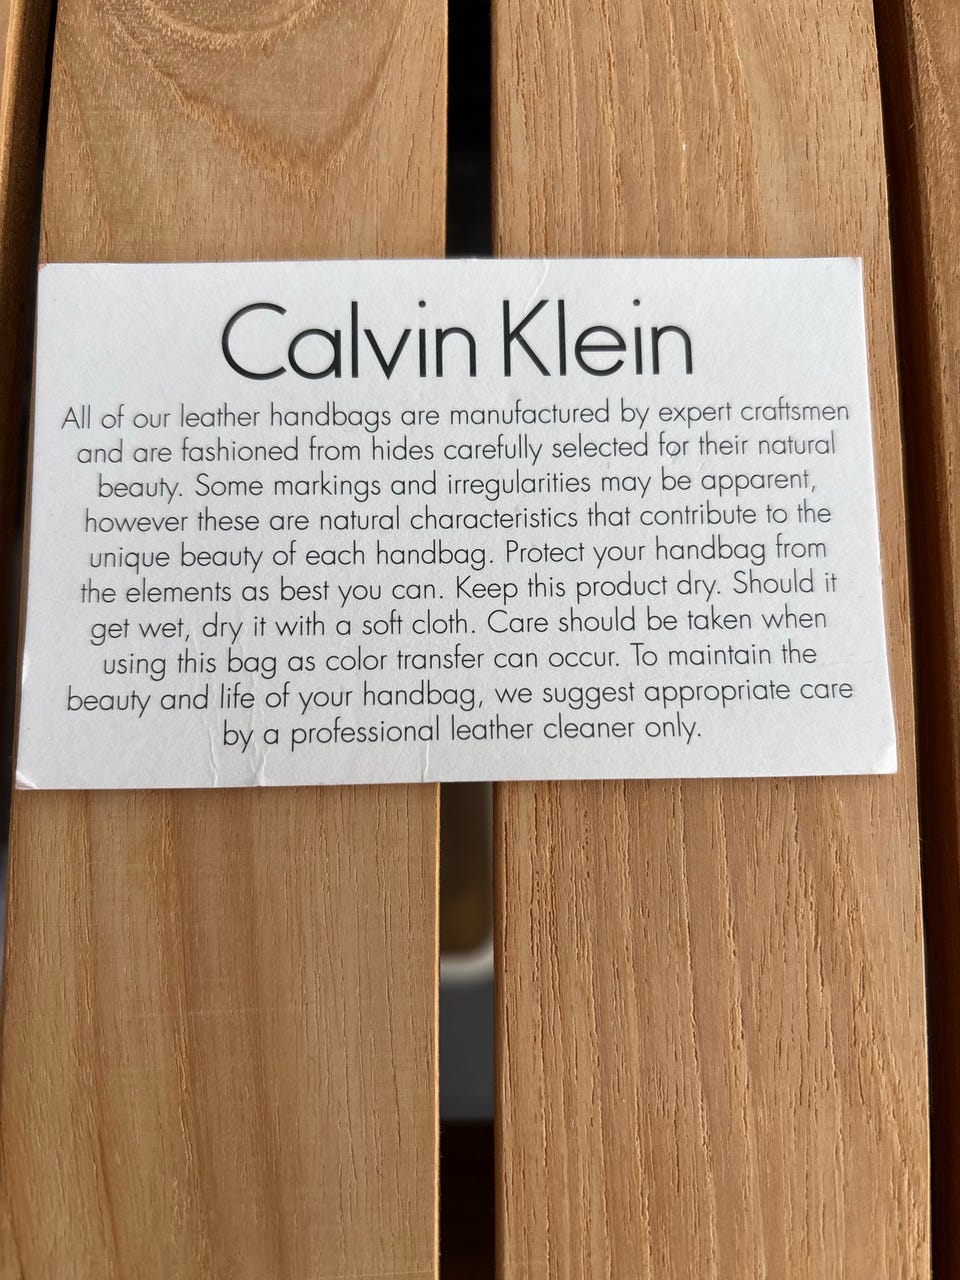 Calvin Klein
All of our leather handbags are manufactured by expert craftsmen
and are fashioned from hides carefully selected for their natural
beauty. Some markings and irregularities may be apparent,
however these are natural characteristics that contribute to the
unique beauty of each handbag. Protect your handbag from
the elements as best you can. Keep this product dry. Should it
get wet, dry it with a soft cloth. Care should be taken when
using this bag as color transfer can occur. To maintain the
beauty and life of your handbag, we suggest appropriate care
by a professional leather cleaner only.